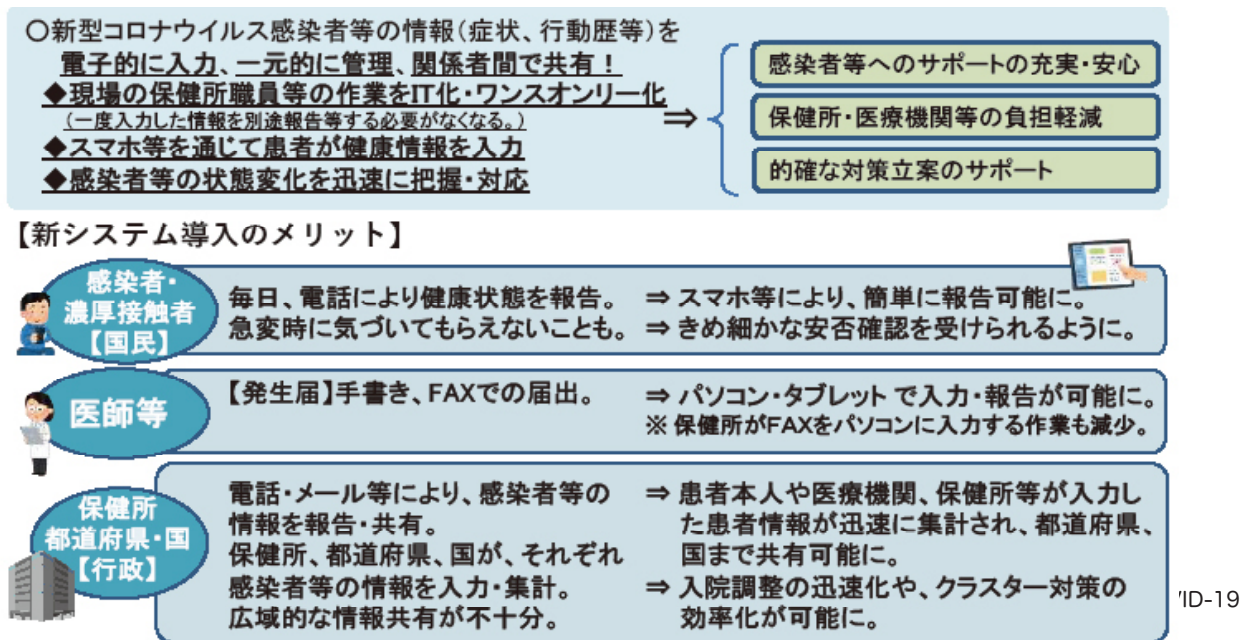 ○新型コロナウイルス感染者等の情報(症状、行動歴等)を
電子的に入力、一元的に管理、関係者間で共有！
◆現場の保健所職員等の作業をIT化・ワンスオンリー化
(一度入力した情報を別途報告等する必要がなくなる。)
◆スマホ等を通じて患者が健康情報を入力
◆感染者等の状態変化を迅速に把握・対応
⇒
感染者等へのサポートの充実・安心
保健所・医療機関等の負担軽減
的確な対策立案のサポート
【新システム導入のメリット】
感染者・
濃厚接触者
【国民】
毎日、電話により健康状態を報告。
急変時に気づいてもらえないことも。
⇒ スマホ等により、簡単に報告可能に。
⇒ きめ細かな安否確認を受けられるように。
医師等
【発生届】手書き、FAXでの届出。
⇒ パソコン・タブレット で入力・報告が可能に。
※ 保健所がFAXをパソコンに入力する作業も減少。
保健所
都道府県・国
【行政】
電話・メール等により、感染者等の
情報を報告・共有。
保健所、都道府県、国が、それぞれ
感染者等の情報を入力・集計。
広域的な情報共有が不十分。
⇒ 患者本人や医療機関、保健所等が入力し
た患者情報が迅速に集計され、都道府県、
国まで共有可能に。
⇒ 入院調整の迅速化や、クラスター対策の
効率化が可能に。
ID-19